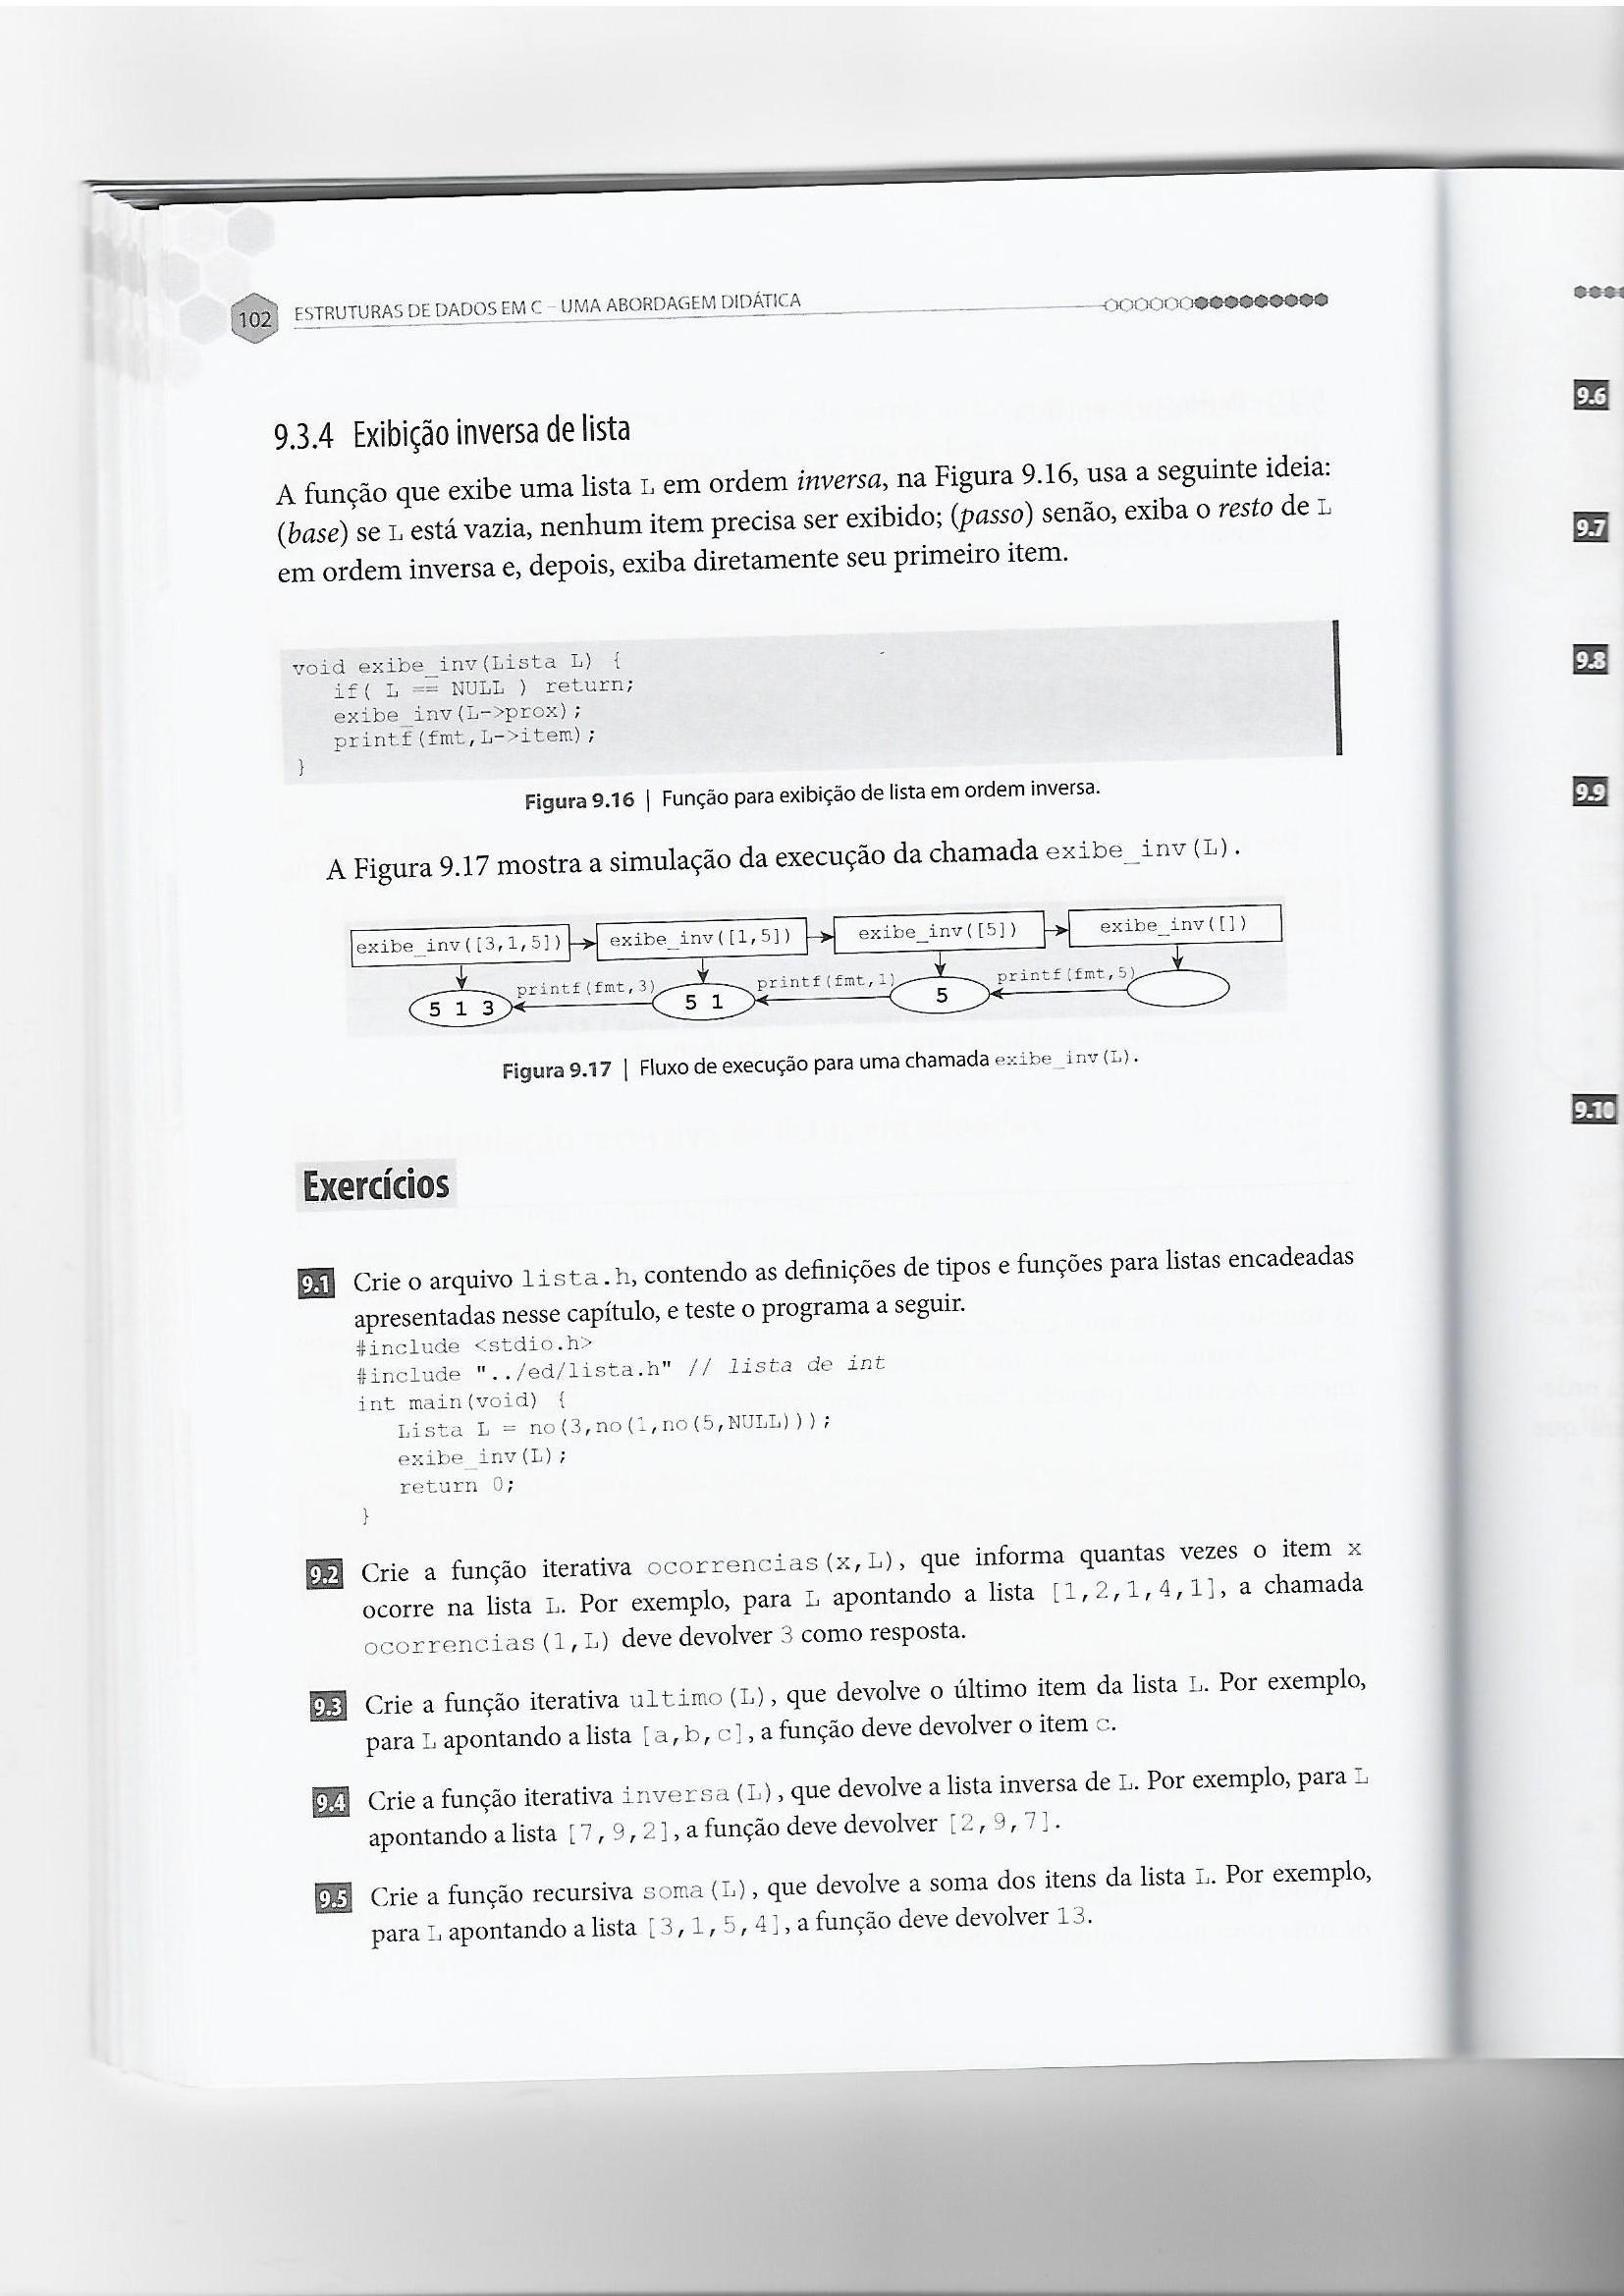 102 ESTRUTURAS DE DADOS EM C – UMA ABORDAGEM DIDÁTICA
9.3.4 Exibição inversa de lista
A função que exibe uma lista L em ordem inversa, na Figura 9.16, usa a seguinte ideia:
(base) se L está vazia, nenhum item precisa ser exibido; (passo) senão, exiba o resto de L
em ordem inversa e, depois, exiba diretamente seu primeiro item.
void exibe_inv(Lista L) {
if( L == NULL ) return;
exibe_inv(L->prox);
printf(fmt,L->item);
}
Figura 9.16 | Função para exibição de lista em ordem inversa.
A Figura 9.17 mostra a simulação da execução da chamada exibe_inv(L).
exibe_inv([3,1,5]) exibe_inv([1,5]) exibe_inv([5]) exibe_inv([])
printf(fmt,3) printf(fmt,1) printf(fmt,5)
5 1 3 5 1 5
Figura 9.17 | Fluxo de execução para uma chamada exibe_inv(L).
Exercícios
9.1 Crie o arquivo lista.h, contendo as definições de tipos e funções para listas encadeadas
apresentadas nesse capítulo, e teste o programa a seguir.
#include <stdio.h>
#include "../ed/lista.h" // lista de int
int main(void) {
Lista L = no(3,no(1,no(5,NULL)));
exibe_inv(L);
return 0;
}
9.2 Crie a função iterativa ocorrencias(x,L), que informa quantas vezes o item x
ocorre na lista L. Por exemplo, para L apontando a lista [1,2,1,4,1], a chamada
ocorrencias(1,L) deve devolver 3 como resposta.
9.3 Crie a função iterativa ultimo(L), que devolve o último item da lista L. Por exemplo,
para L apontando a lista [a,b,c], a função deve devolver o item c.
9.4 Crie a função iterativa inversa(L), que devolve a lista inversa de L. Por exemplo, para L
apontando a lista [7,9,2], a função deve devolver [2,9,7].
9.5 Crie a função recursiva soma(L), que devolve a soma dos itens da lista L. Por exemplo,
para L apontando a lista [3,1,5,4], a função deve devolver 13.
9.6
9.7
9.8
9.9
9.10